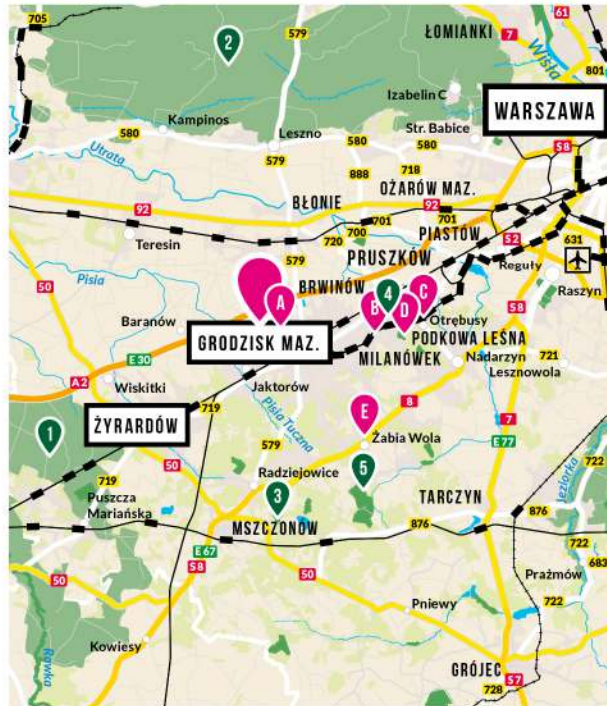 705
579
7
61
ŁOMIANKI
Wisła
2
801
Izabelin C
WARSZAWA
Kampinos
Leszno
Str. Babice
580
580
580
S8
Utrata
579
718
888
OŻARÓW MAZ.
BŁONIE
92
92
701
701
PIASTÓW
Teresin
700
720
S2
631
PRUSZKÓW
579
Reguły
Pisia
50
Raszyn
BRWINÓW
4
A
B
C
D
S8
Baranów
Otrębusy
GRODZISK MAZ.
PODKOWA LEŚNA
E 30
MILANÓWEK
Nadarzyn
721
Lesznowola
A2
Wiskitki
Jaktorów
719
8
ŻYRARDÓW
Pisia Tuczna
E
7
1
579
Żabia Wola
E 77
50
5
722
719
Radziejowice
Jeziorka
Puszcza
Mariańska
3
TARCZYN
MSZCZONÓW
876
876
E 67
722
S8
50
50
683
Prażmów
722
Pniewy
Kowiesy
Rawka
GRÓJEC
728
S7